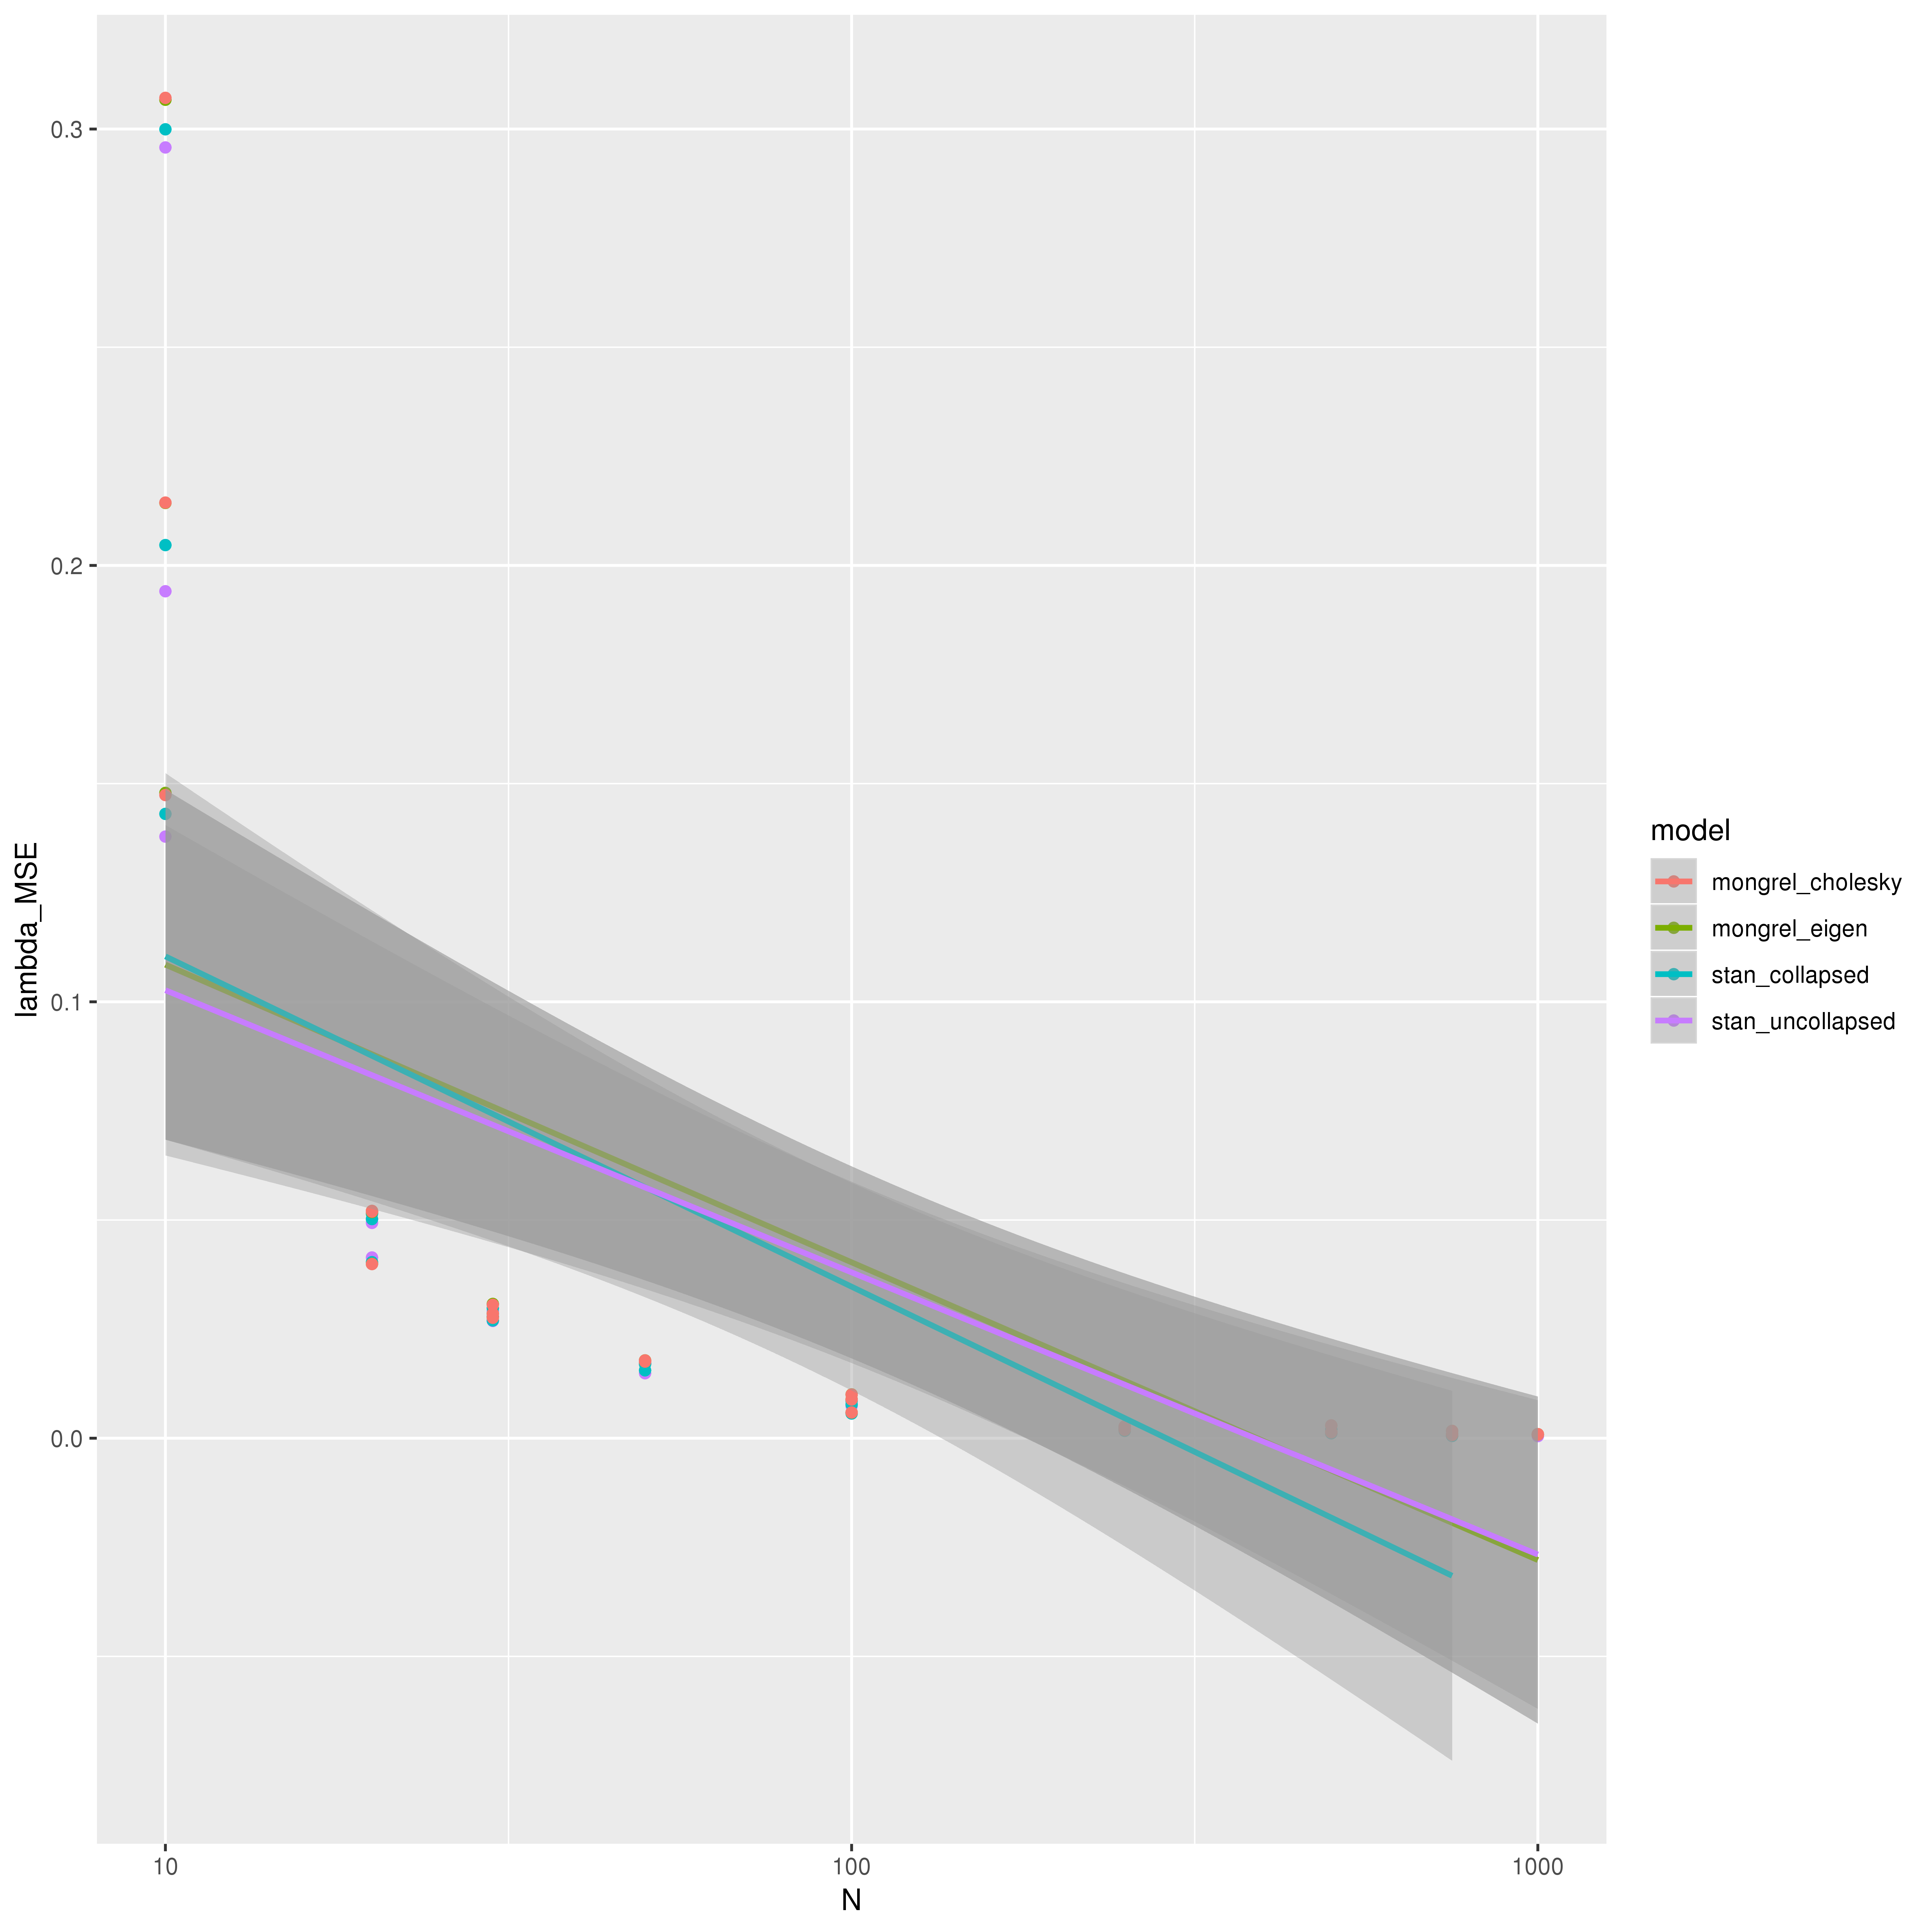 0.3
0.2
0.1
0.0
lambda_MSE
10
100
1000
N
model
mongrel_cholesky
mongrel_eigen
stan_collapsed
stan_uncollapsed